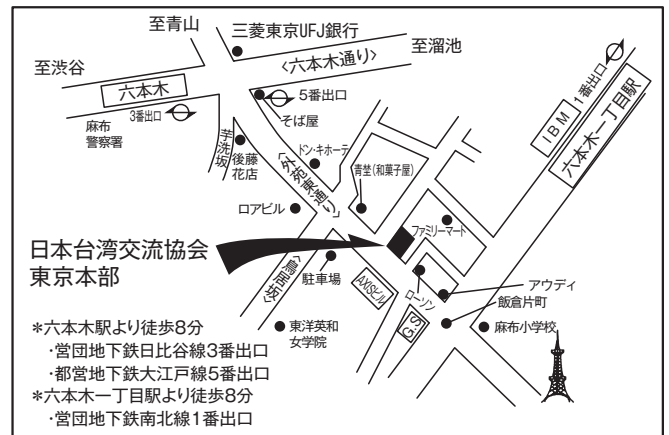 至青山
三菱東京UFJ銀行
至溜池
〈六本木通り〉
至渋谷
六本木
3番出口
5番出口
そば屋
麻布
警察署
芋洗坂
後藤
花店
ドン・キホーテ
〈外苑東通り〉
青埜(和菓子屋)
ロアビル
ファミリーマート
IBM
1番出口
六本木一丁目駅
日本台湾交流協会
東京本部
〈鳥居坂〉
駐車場
AXISビル
ローソン
アウディ
飯倉片町
GS
麻布小学校
東洋英和
女学院
*六本木駅より徒歩8分
・営団地下鉄日比谷線3番出口
・都営地下鉄大江戸線5番出口
*六本木一丁目駅より徒歩8分
・営団地下鉄南北線1番出口